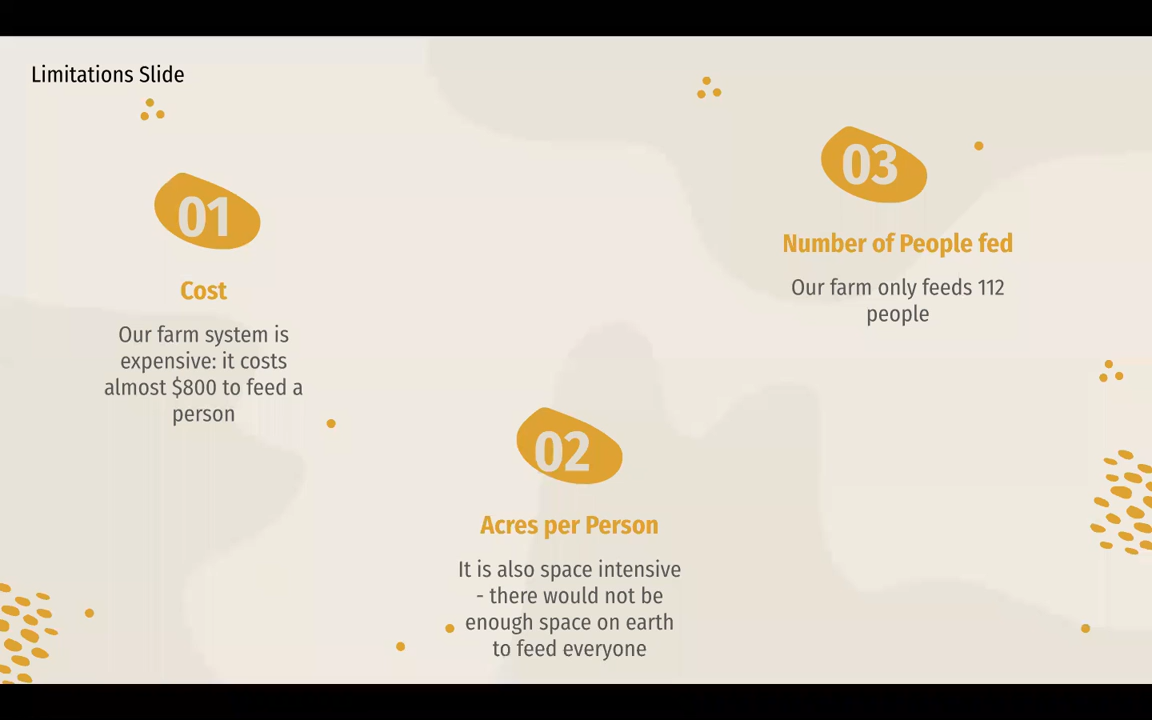 Limitations Slide
01
Cost
Our farm system is
expensive: it costs
almost $800 to feed a
person
02
Acres per Person
It is also space intensive
- there would not be
enough space on earth
to feed everyone
03
Number of People fed
Our farm only feeds 112
people